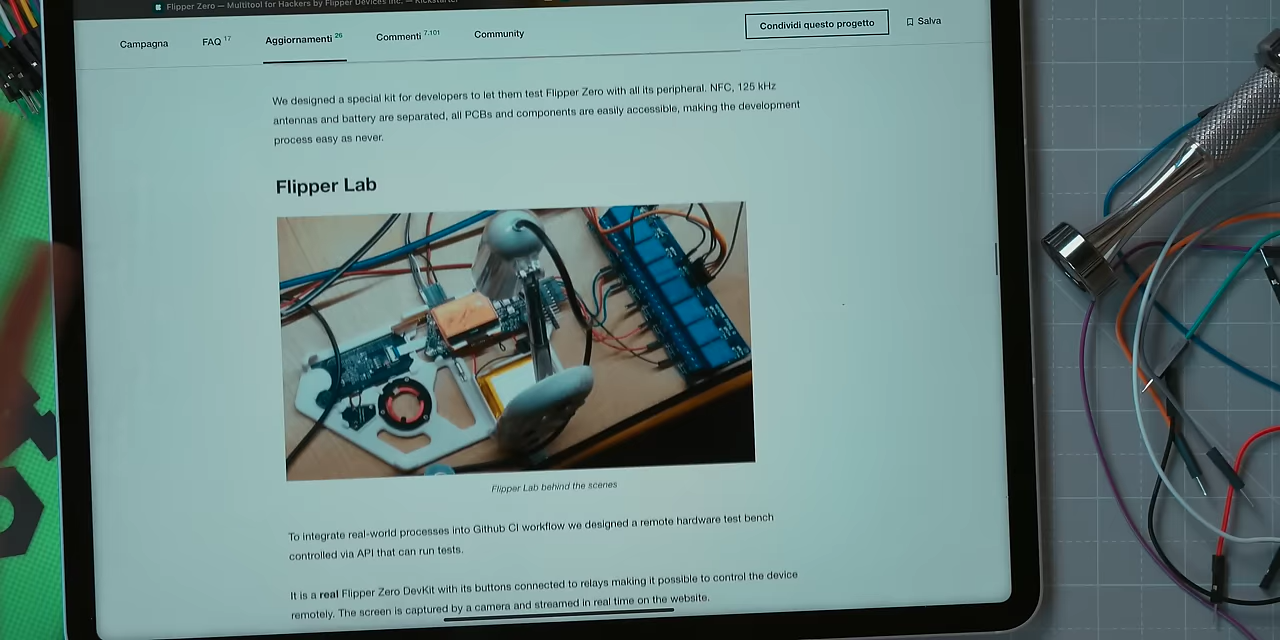 Flipper Zero — Multitool for Hackers by Flipper Devices Inc. — Kickstarter
Campagna
FAQ 17
Aggiornamenti 26
Commenti 7.101
Community
Condividi questo progetto
Salva
We designed a special kit for developers to let them test Flipper Zero with all its peripheral. NFC, 125 kHz
antennas and battery are separated, all PCBs and components are easily accessible, making the development
process easy as never.
Flipper Lab
Flipper Lab behind the scenes
To integrate real-world processes into Github CI workflow we designed a remote hardware test bench
controlled via API that can run tests.
It is a real Flipper Zero DevKit with its buttons connected to relays making it possible to control the device
remotely. The screen is captured by a camera and streamed in real time on the website.